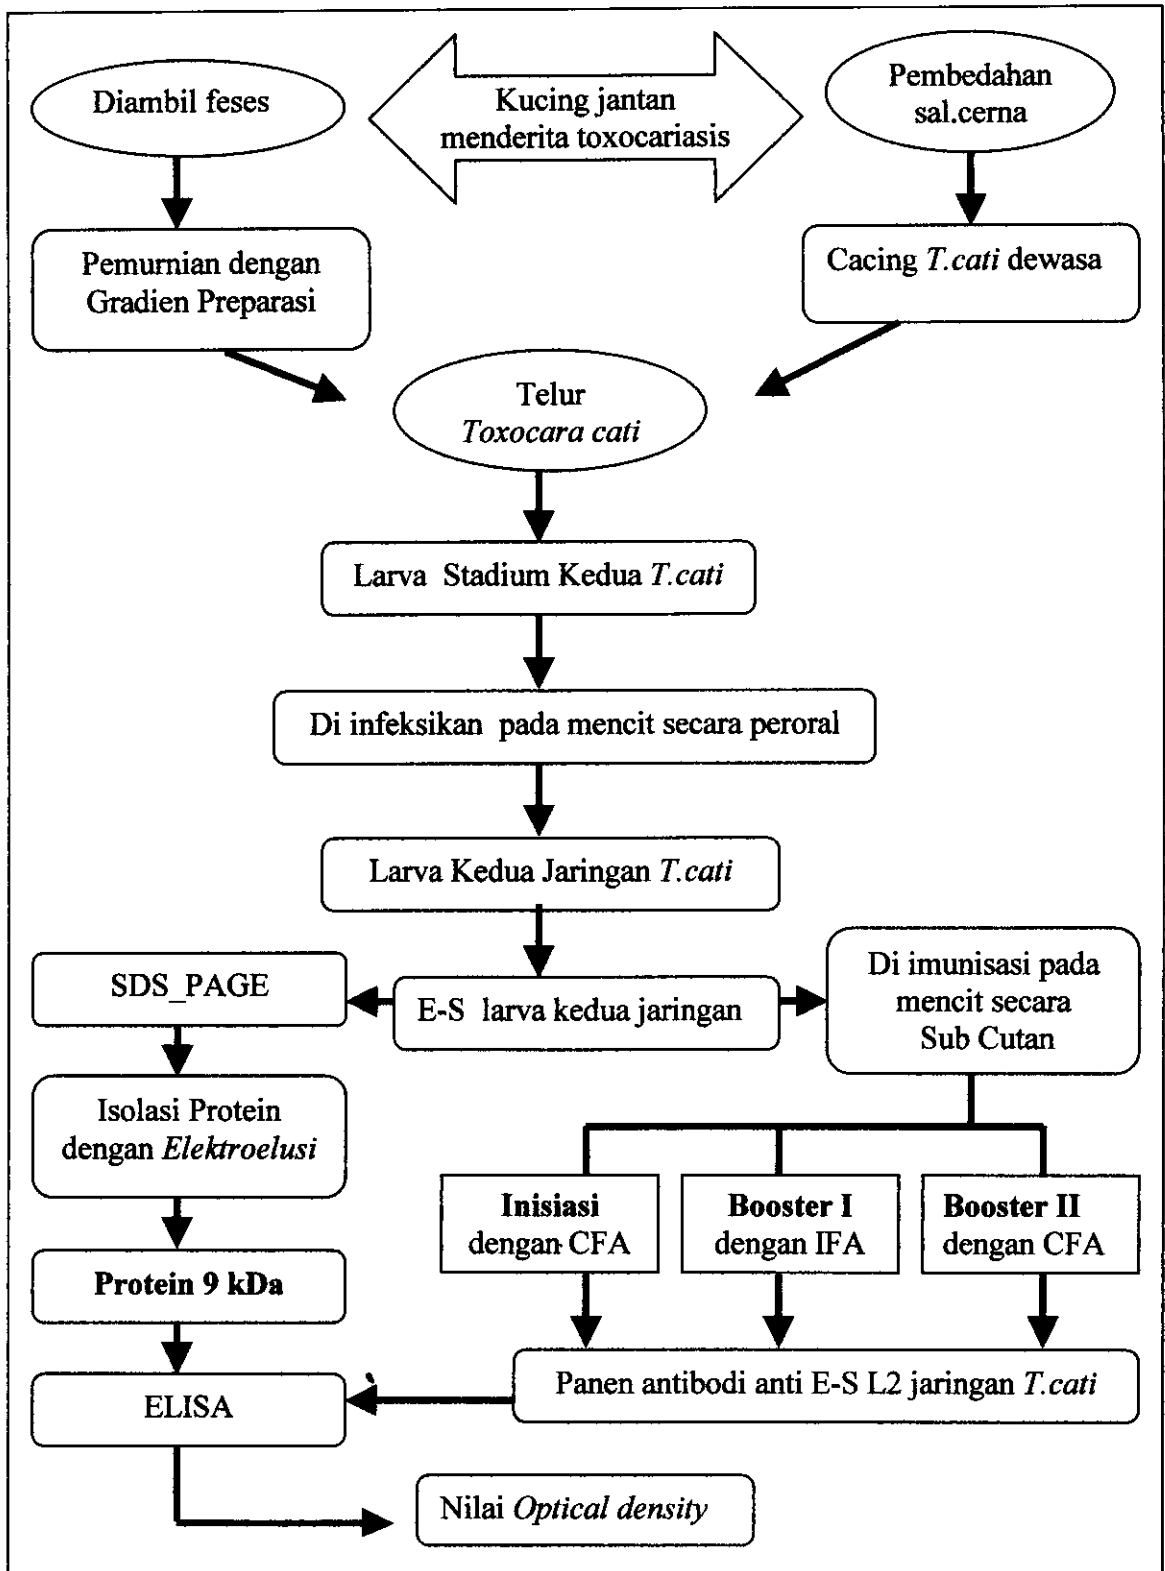 Diambil feses
Kucing jantan
menderita toxocariasis
Pembedahan
sal.cerna
Pemurnian dengan
Gradien Preparasi
Cacing T.cati dewasa
Telur
Toxocara cati
Larva Stadium Kedua T.cati
Di infeksikan pada mencit secara peroral
Larva Kedua Jaringan T.cati
SDS_PAGE
E-S larva kedua jaringan
Di imunisasi pada
mencit secara
Sub Cutan
Isolasi Protein
dengan Elektroelusi
Inisiasi
dengan CFA
Booster I
dengan IFA
Booster II
dengan CFA
Protein 9 kDa
Panen antibodi anti E-S L2 jaringan T.cati
ELISA
Nilai Optical density